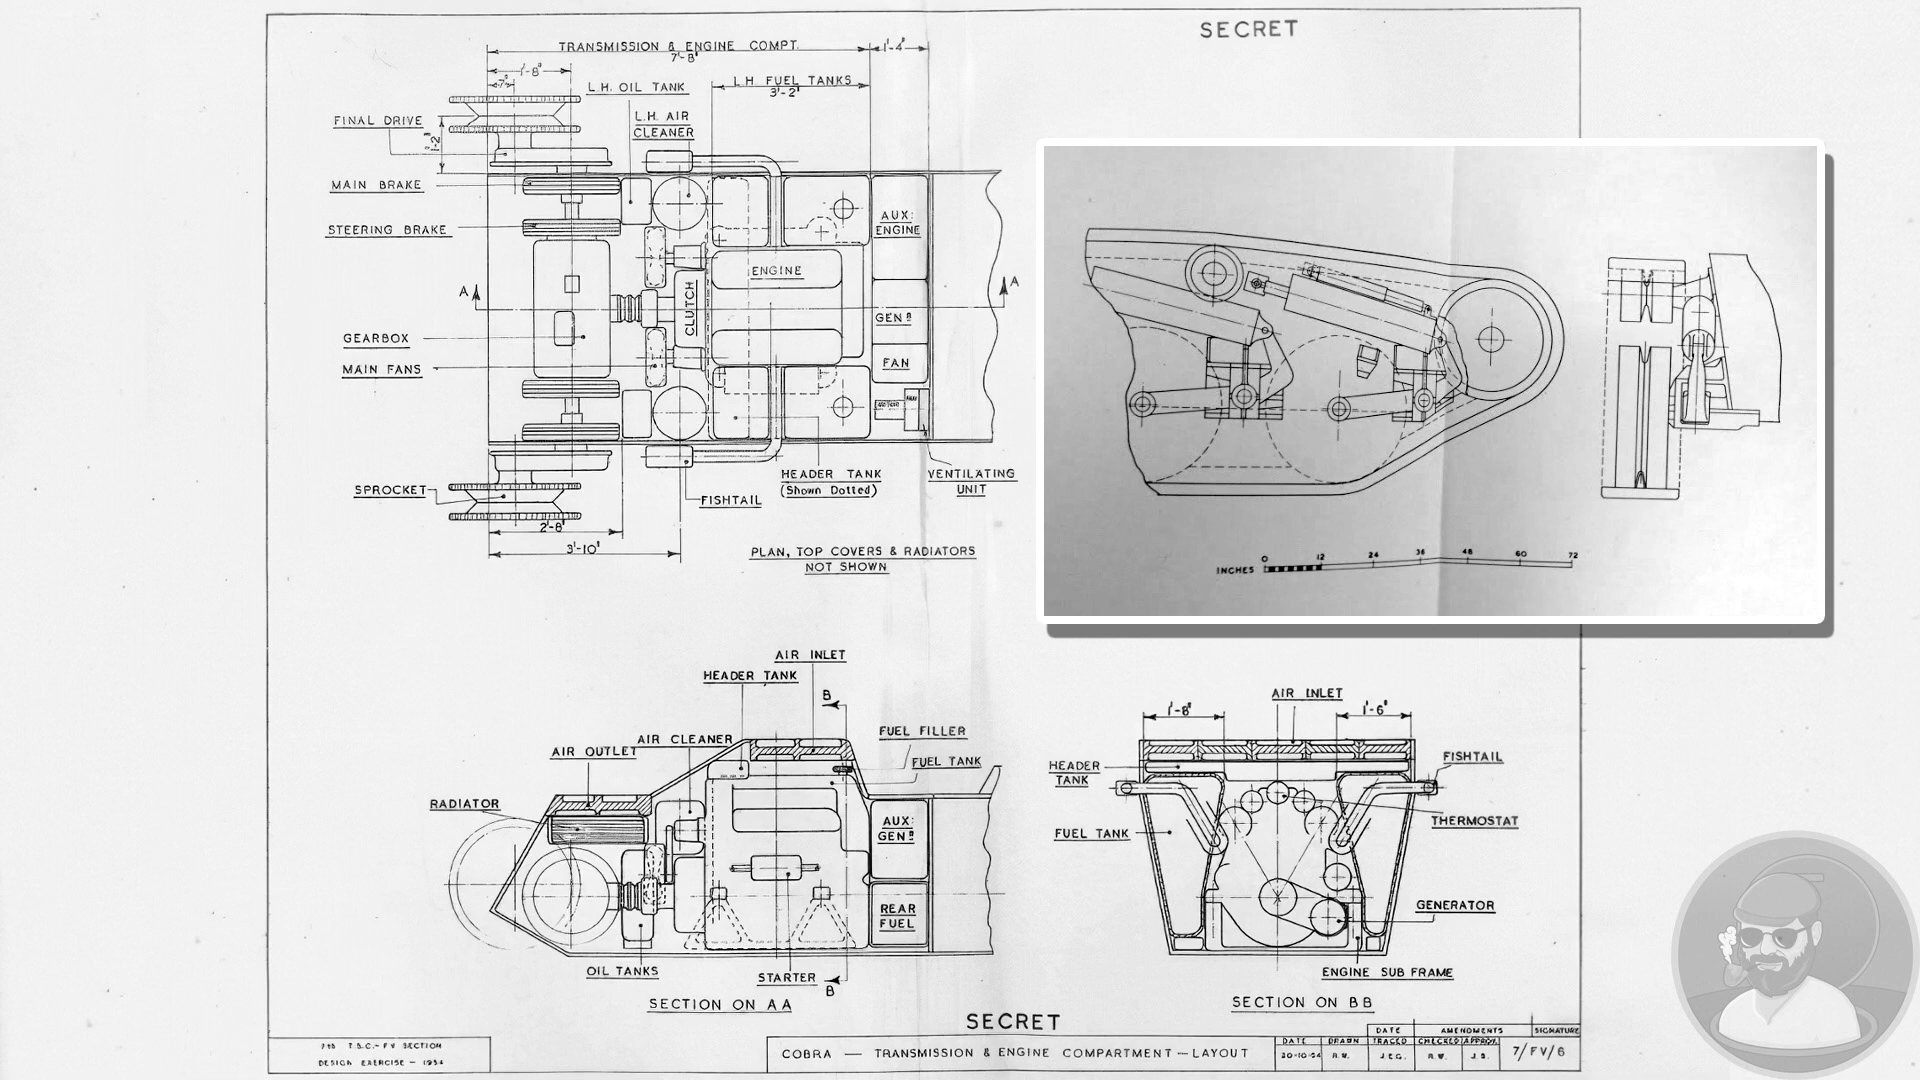 SECRET
TRANSMISSION & ENGINE COMPT.
7'-8"
1'-4"
1'-8"
7"
L.H. OIL TANK
L.H. FUEL TANKS
3'-2"
FINAL DRIVE
1'-2"
L.H. AIR
CLEANER
MAIN BRAKE
STEERING BRAKE
AUX:
ENGINE
ENGINE
A
A
CLUTCH
GEN R
GEARBOX
MAIN FANS
FAN
SPROCKET
FISHTAIL
HEADER TANK
(Shown Dotted)
VENTILATING
UNIT
2'-8"
3'-10"
PLAN, TOP COVERS & RADIATORS
NOT SHOWN
INCHES
0 12 24 36 48 60 72
AIR INLET
HEADER TANK
B
AIR CLEANER
AIR OUTLET
FUEL FILLER
FUEL TANK
RADIATOR
AUX:
GEN R
REAR
FUEL
OIL TANKS
STARTER
B
SECTION ON AA
AIR INLET
1'-8"
1'-6"
HEADER
TANK
FISHTAIL
FUEL TANK
THERMOSTAT
GENERATOR
ENGINE SUB FRAME
SECTION ON BB
SECRET
T.S.C.- FV SECTION
DESIGN EXERCISE - 1954
COBRA — TRANSMISSION & ENGINE COMPARTMENT — LAYOUT
DATE AMENDMENTS SIGNATURE
DATE DRAWN TRACED CHECKED APPROV.
20-10-54 R.W. J.E.G. R.W. J.S.
7/FV/6